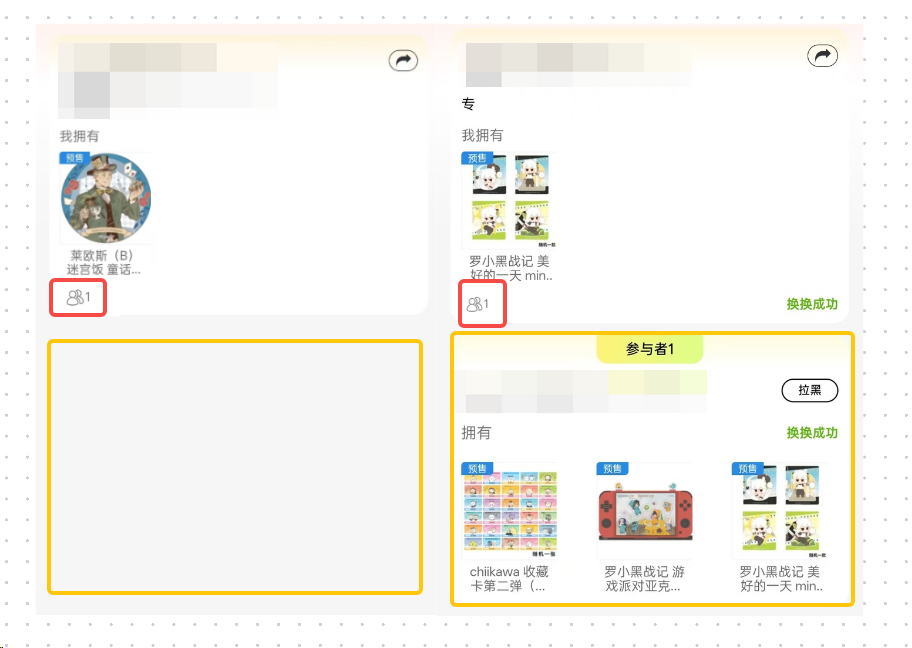 我拥有
预售
莱欧斯（B）
迷宫饭 童话...
1
专
我拥有
预售
随机一款
罗小黑战记 美
好的一天 min..
1
换换成功
参与者1
拉黑
拥有
换换成功
预售
随机一张
chiikawa 收藏
卡第二弹（...
预售
罗小黑战记 游
戏派对亚克...
预售
随机一款
罗小黑战记 美
好的一天 min..